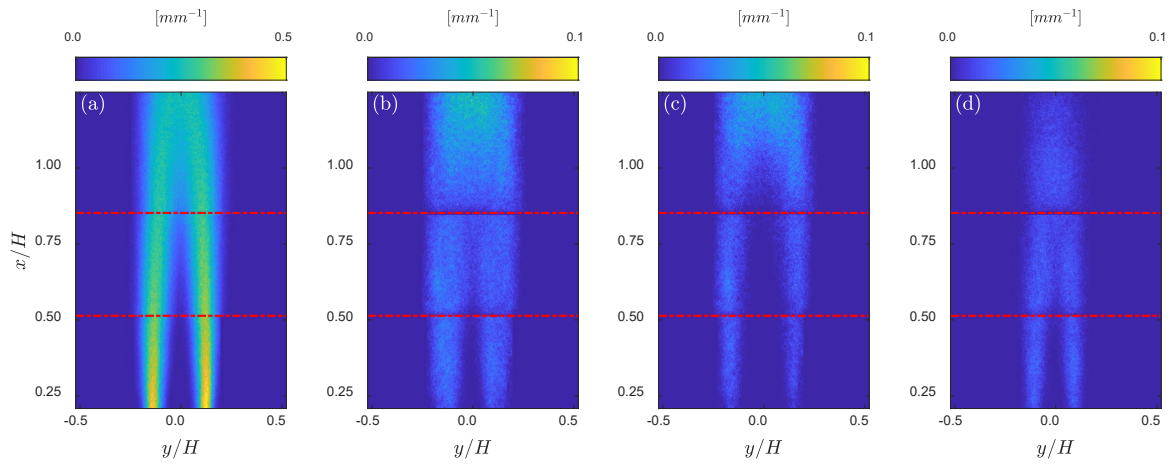 [mm⁻¹] [mm⁻¹] [mm⁻¹] [mm⁻¹]
0.0 0.5 0.0 0.1 0.0 0.1 0.0 0.1
(a) (b) (c) (d)
1.00 1.00 1.00 1.00
0.75 0.75 0.75 0.75
x/H
0.50 0.50 0.50 0.50
0.25 0.25 0.25 0.25
-0.5 0.0 0.5 -0.5 0.0 0.5 -0.5 0.0 0.5 -0.5 0.0 0.5
y/H y/H y/H y/H